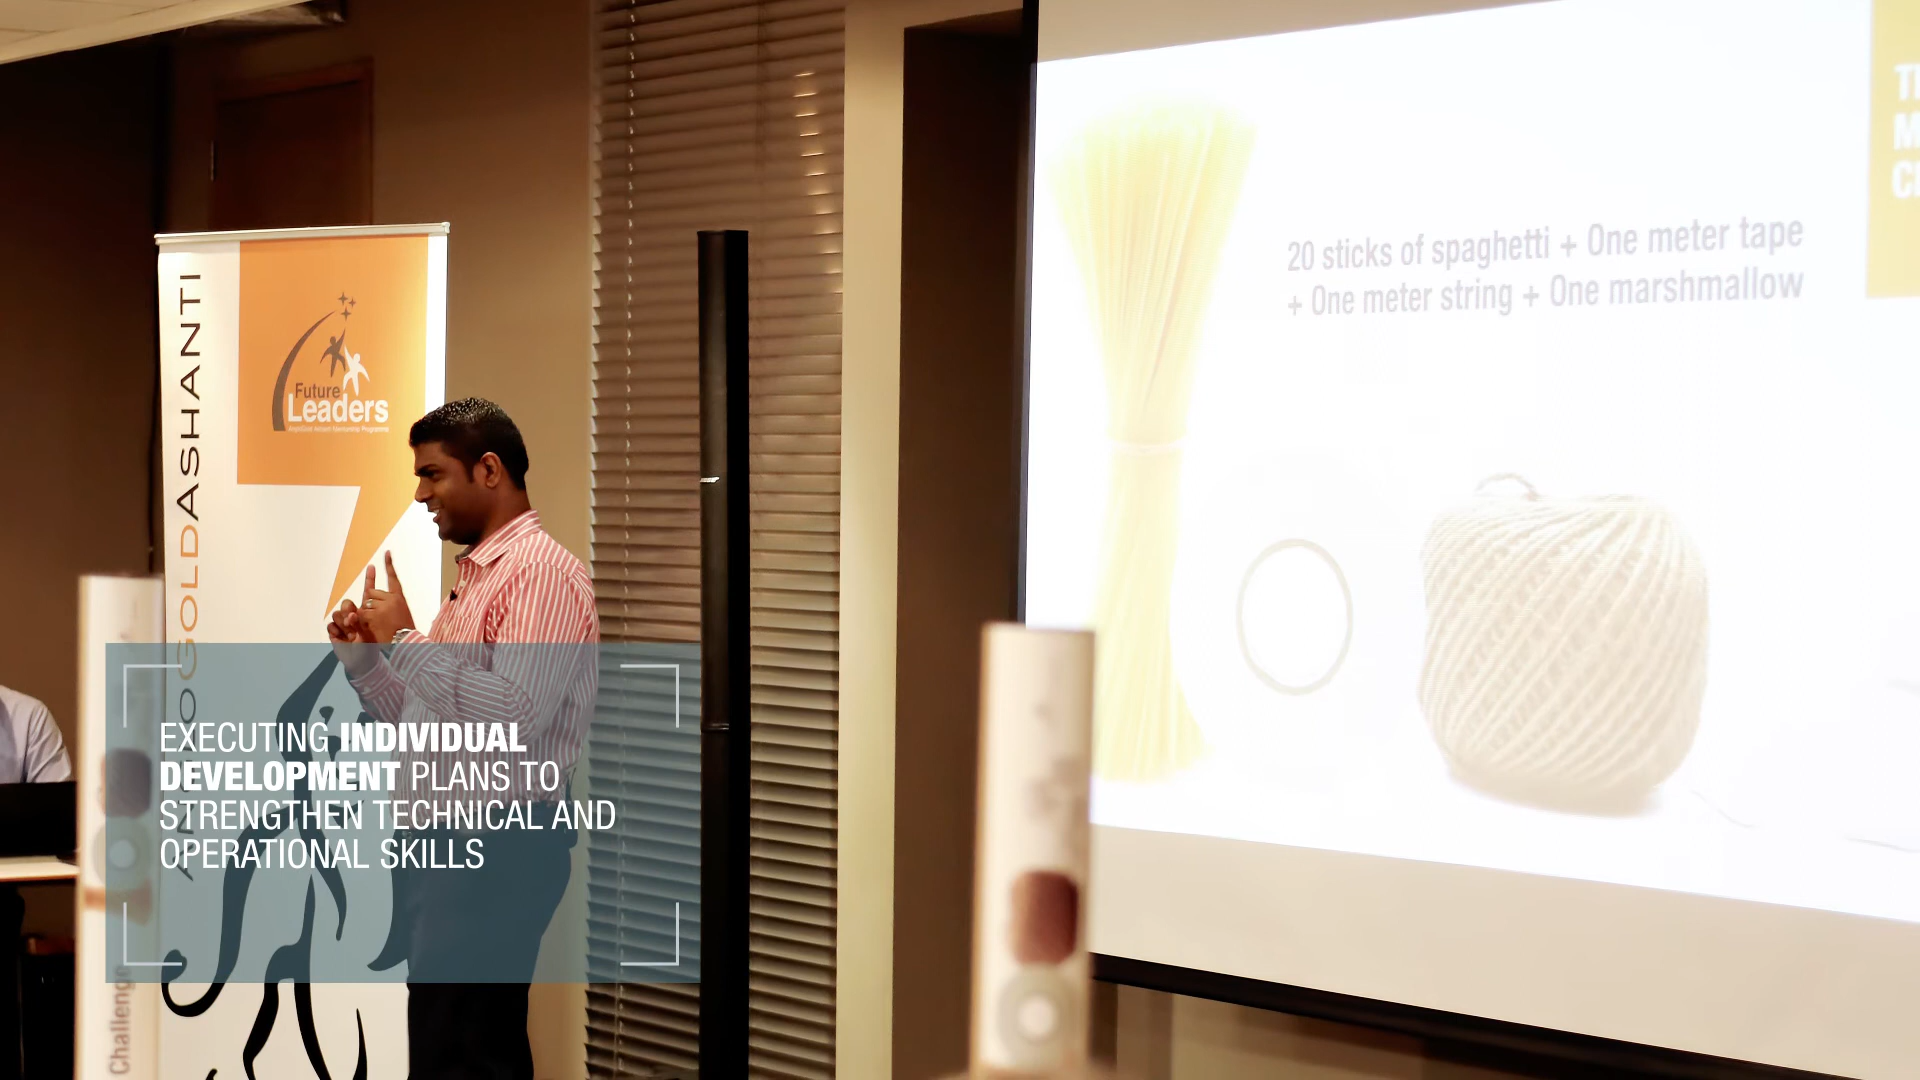 ANGLOGOLDASHANTI
Future
Leaders
20 sticks of spaghetti + One meter tape
+ One meter string + One marshmallow
EXECUTING INDIVIDUAL
DEVELOPMENT PLANS TO
STRENGTHEN TECHNICAL AND
OPERATIONAL SKILLS
Challenge